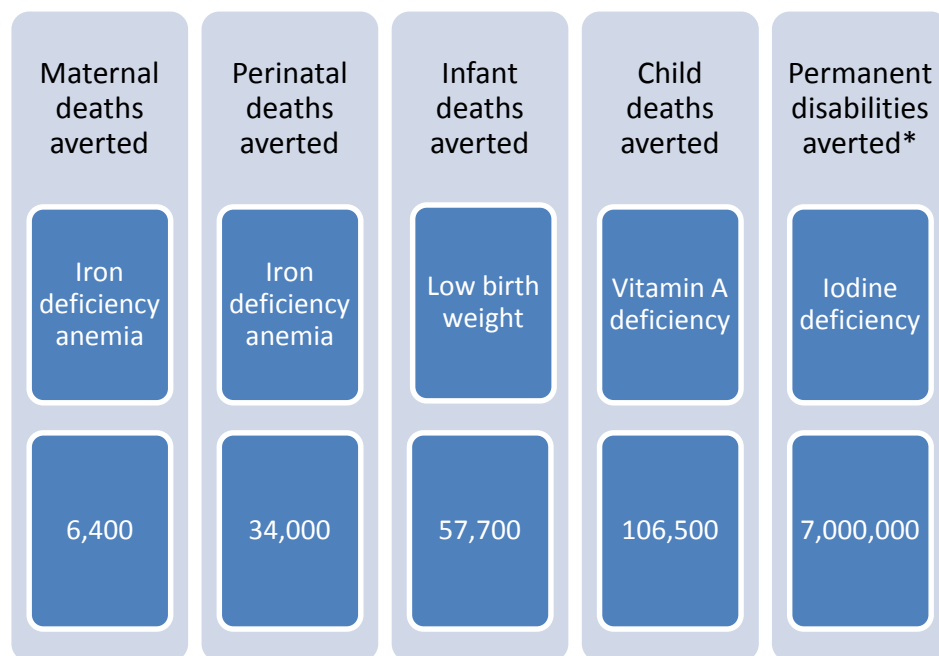 Maternal
deaths
averted
Iron
deficiency
anemia
6,400
Perinatal
deaths
averted
Iron
deficiency
anemia
34,000
Infant
deaths
averted
Low birth
weight
57,700
Child
deaths
averted
Vitamin A
deficiency
106,500
Permanent
disabilities
averted*
Iodine
deficiency
7,000,000